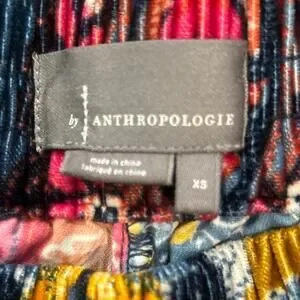 by ANTHROPOLOGIE
made in china
fabriqué en chine
XS